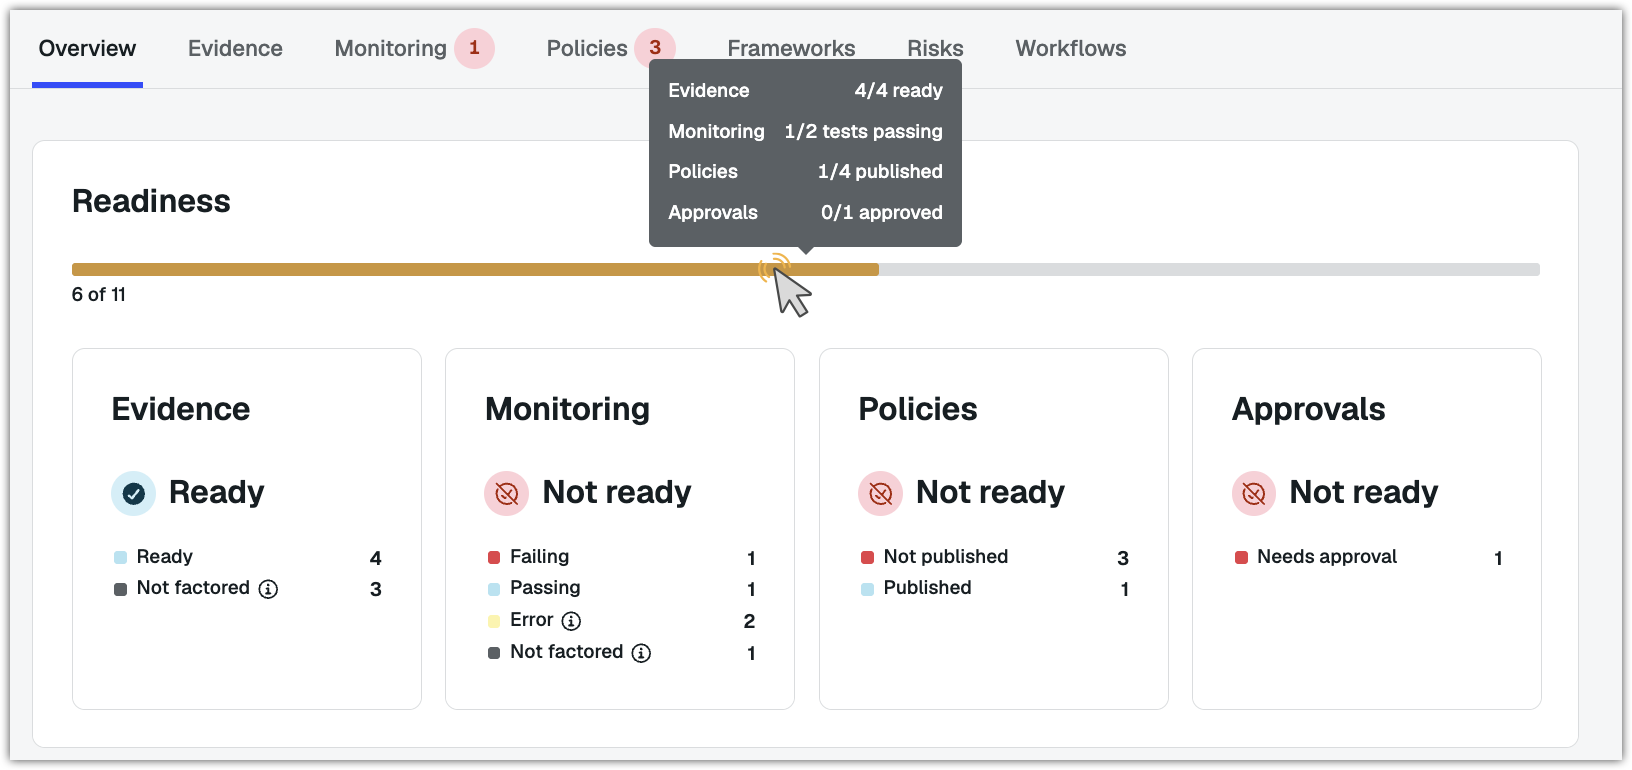 Overview Evidence Monitoring 1 Policies 3 Frameworks Risks Workflows
Evidence 4/4 ready
Monitoring 1/2 tests passing
Policies 1/4 published
Approvals 0/1 approved
Readiness
6 of 11
Evidence
Ready
Ready 4
Not factored 3
Monitoring
Not ready
Failing 1
Passing 1
Error 2
Not factored 1
Policies
Not ready
Not published 3
Published 1
Approvals
Not ready
Needs approval 1